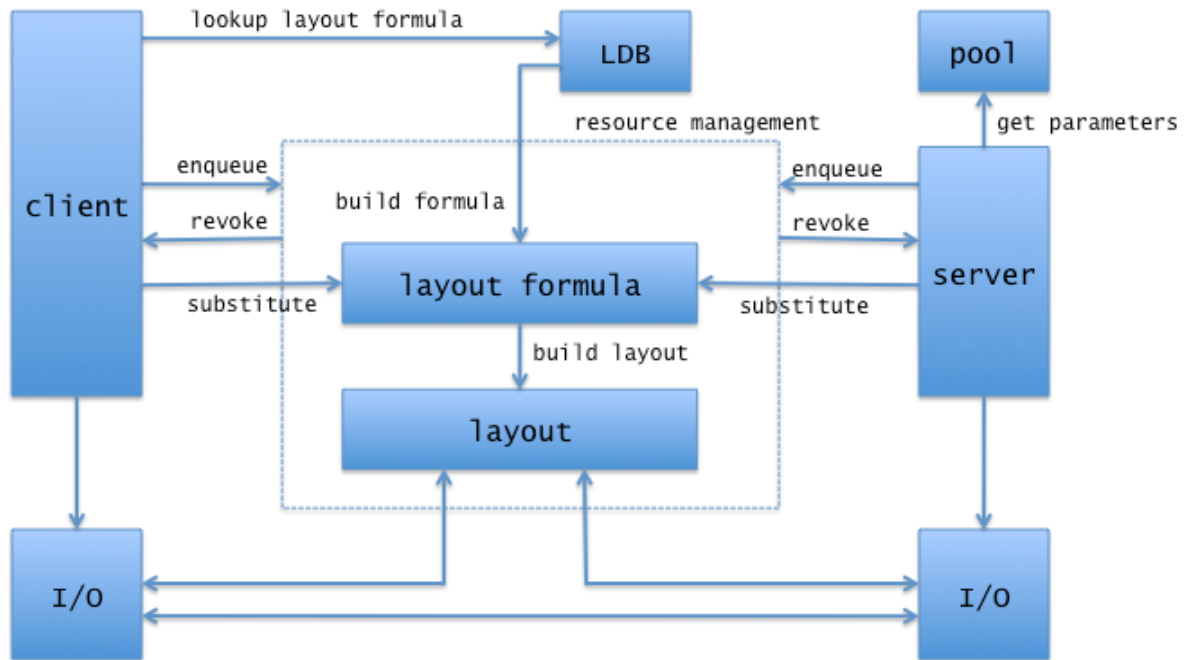 lookup layout formula
LDB
pool
resource management
get parameters
enqueue
enqueue
client
build formula
revoke
revoke
layout formula
server
substitute
substitute
build layout
layout
I/O
I/O